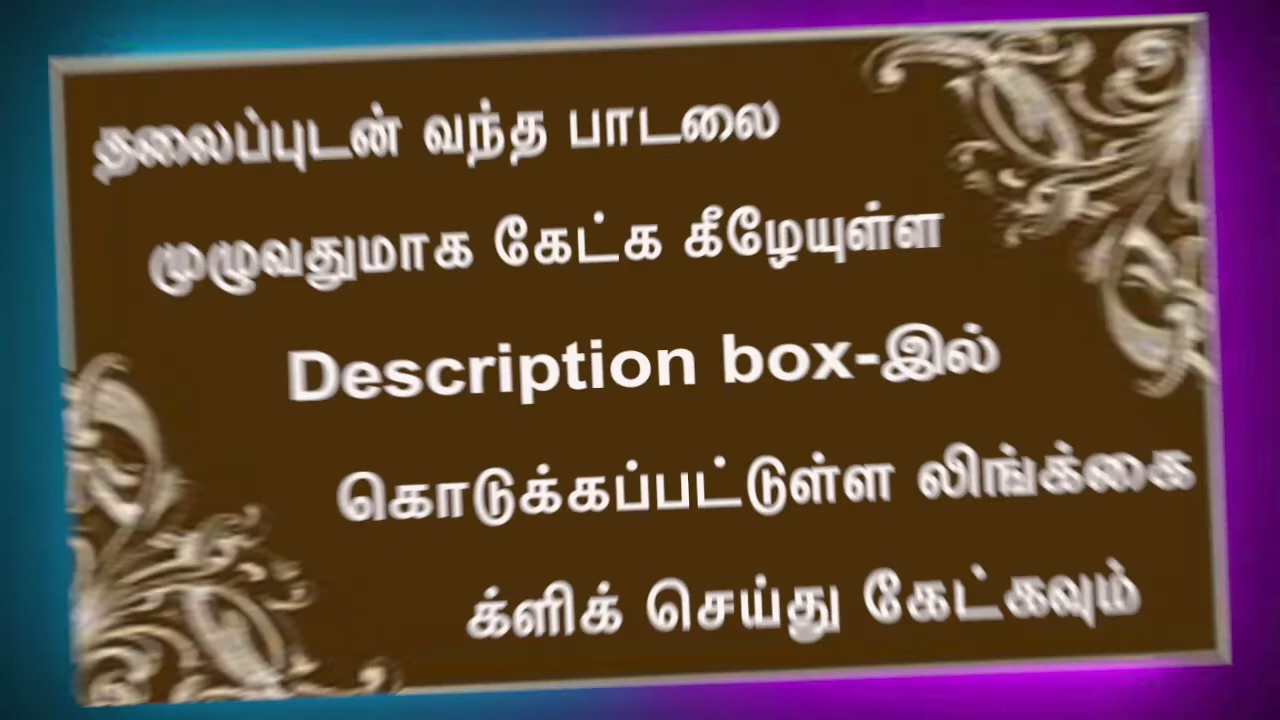 தலைப்புடன் வந்த பாடலை
முழுவதுமாக கேட்க கீழேயுள்ள
Description box-இல்
கொடுக்கப்பட்டுள்ள லிங்க்கை
க்ளிக் செய்து கேட்கவும்